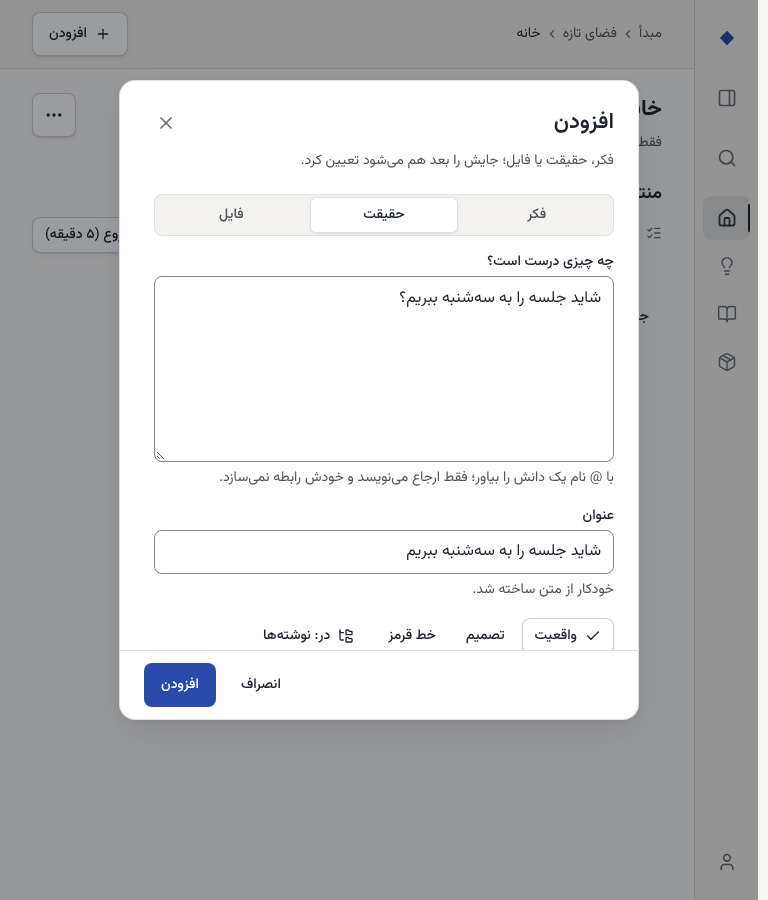 مبدأ
فضای تازه
خانه
افزودن
فقط
افزودن
فکر، حقیقت یا فایل؛ جایش را بعد هم می‌شود تعیین کرد.
فکر
حقیقت
فایل
چه چیزی درست است؟
شاید جلسه را به سه‌شنبه ببریم؟
با @ نام یک دانش را بیاور؛ فقط ارجاع می‌نویسد و خودش رابطه نمی‌سازد.
عنوان
شاید جلسه را به سه‌شنبه ببریم
خودکار از متن ساخته شد.
واقعیت
تصمیم
خط قرمز
در: نوشته‌ها
انصراف
افزودن
(۵ دقیقه)